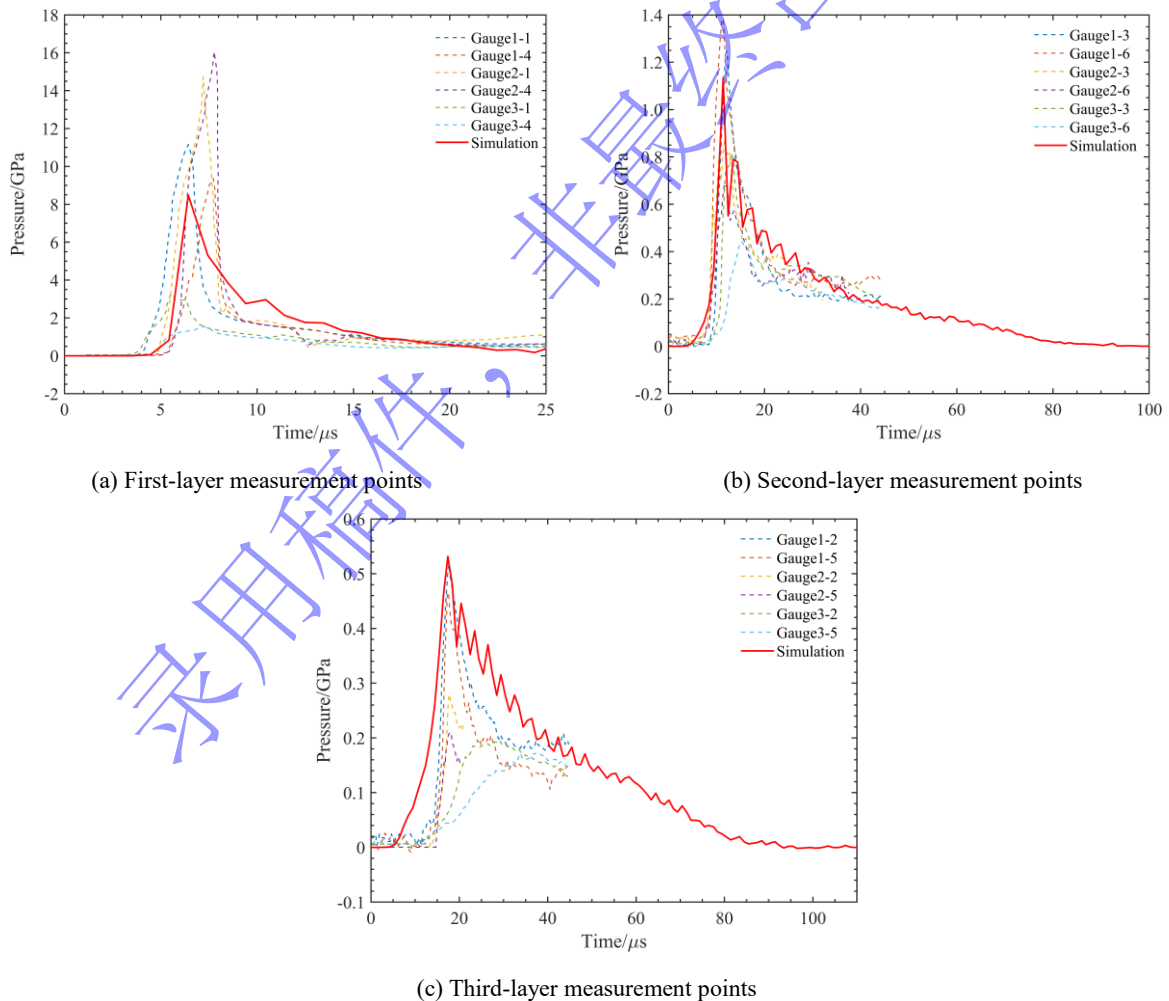 18
16
14
12
10
8
6
4
2
0
-2
Pressure/GPa
0
5
10
15
20
25
Time/μs
Gauge1-1
Gauge1-4
Gauge2-1
Gauge2-4
Gauge3-1
Gauge3-4
Simulation
(a) First-layer measurement points
1.4
1.2
1.0
0.8
0.6
0.4
0.2
0
-0.2
Pressure/GPa
0
20
40
60
80
100
Time/μs
Gauge1-3
Gauge1-6
Gauge2-3
Gauge2-6
Gauge3-3
Gauge3-6
Simulation
(b) Second-layer measurement points
0.6
0.5
0.4
0.3
0.2
0.1
0
-0.1
Pressure/GPa
0
20
40
60
80
100
Time/μs
Gauge1-2
Gauge1-5
Gauge2-2
Gauge2-5
Gauge3-2
Gauge3-5
Simulation
(c) Third-layer measurement points
录用稿件，非最终